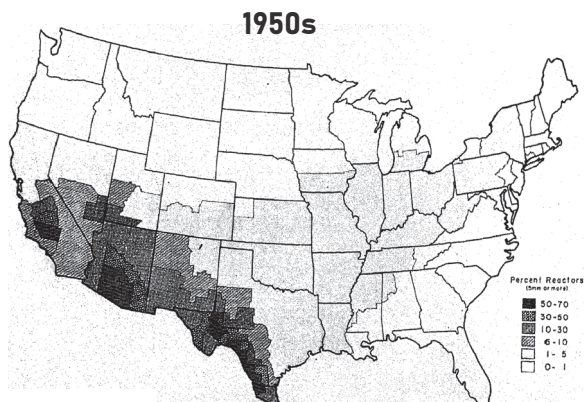 1950s
Percent Reactors
(5mm or more)
50-70
30-50
10-30
6-10
1- 5
0- 1